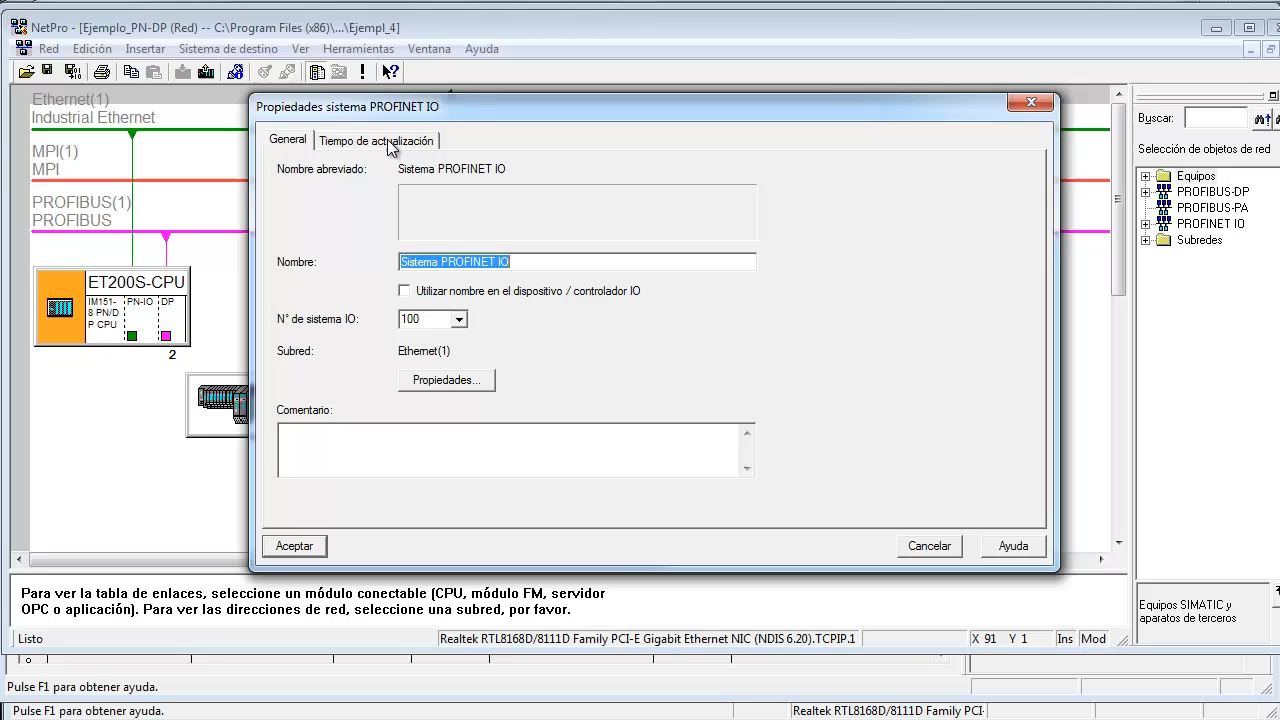 NetPro - [Ejemplo_PN-DP (Red) -- C:\Program Files (x86)\...\Ejempl_4]
Red Edición Insertar Sistema de destino Ver Herramientas Ventana Ayuda
Ethernet(1)
Industrial Ethernet
MPI(1)
MPI
PROFIBUS(1)
PROFIBUS
ET200S-CPU
IM151-
8 PN/D
P CPU
PN-IO
DP
2
Propiedades sistema PROFINET IO
General Tiempo de actualización
Nombre abreviado: Sistema PROFINET IO
Nombre: Sistema PROFINET IO
Utilizar nombre en el dispositivo / controlador IO
N° de sistema IO: 100
Subred: Ethernet(1)
Propiedades...
Comentario:
Aceptar Cancelar Ayuda
Buscar:
Selección de objetos de red
Equipos
PROFIBUS-DP
PROFIBUS-PA
PROFINET IO
Subredes
Equipos SIMATIC y
aparatos de terceros
Para ver la tabla de enlaces, seleccione un módulo conectable (CPU, módulo FM, servidor
OPC o aplicación). Para ver las direcciones de red, seleccione una subred, por favor.
Listo Realtek RTL8168D/8111D Family PCI-E Gigabit Ethernet NIC (NDIS 6.20).TCPIP.1 X 91 Y 1 Ins Mod
Pulse F1 para obtener ayuda.
Pulse F1 para obtener ayuda. Realtek RTL8168D/8111D Family PCI-